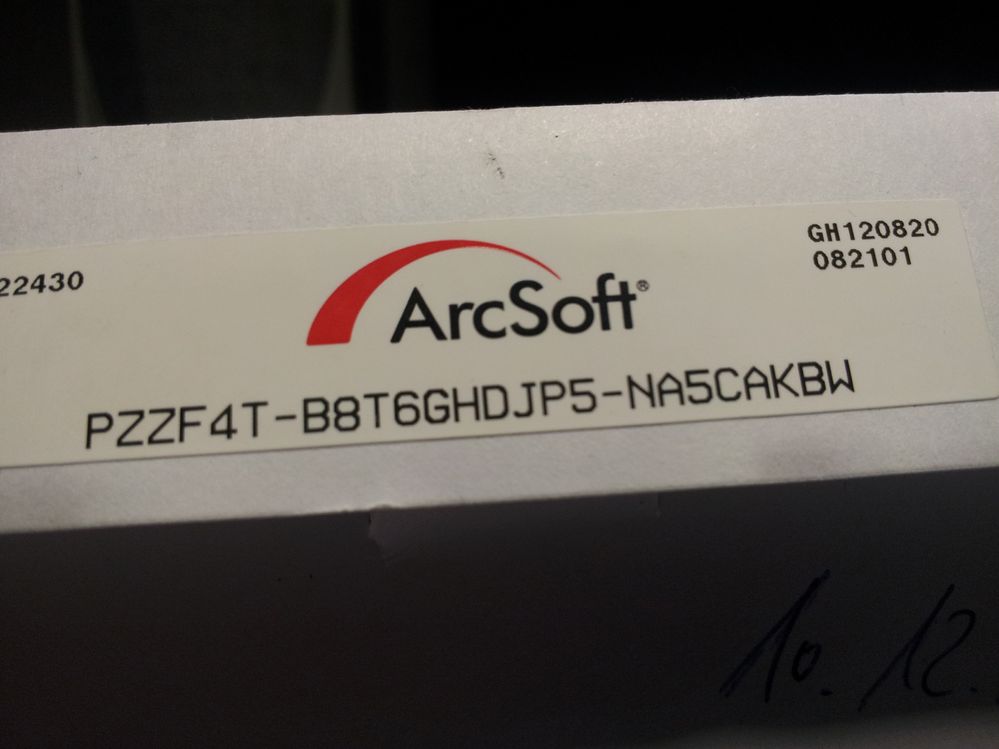 22430
GH120820
082101
ArcSoft®
PZZF4T-B8T6GHDJP5-NA5CAKBW
10. 12.